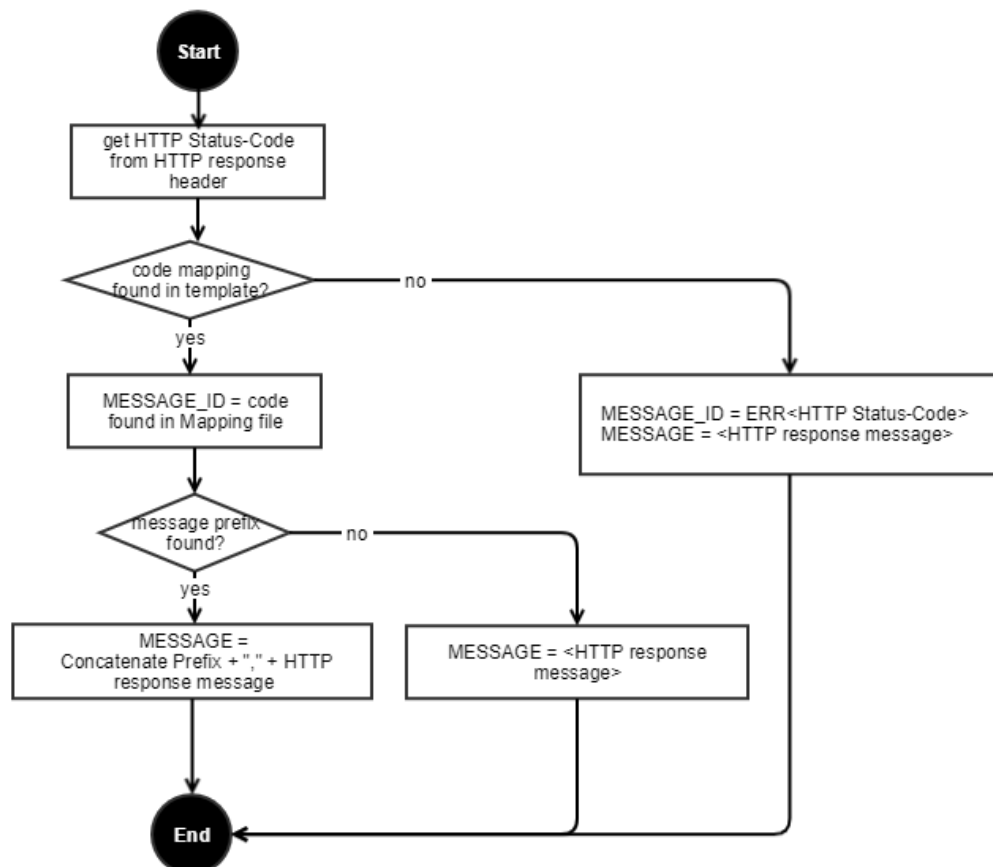 Start
get HTTP Status-Code
from HTTP response
header
code mapping
found in template?
no
yes
MESSAGE_ID = code
found in Mapping file
MESSAGE_ID = ERR<HTTP Status-Code>
MESSAGE = <HTTP response message>
message prefix
found?
no
yes
MESSAGE =
Concatenate Prefix + "," + HTTP
response message
MESSAGE = <HTTP response
message>
End